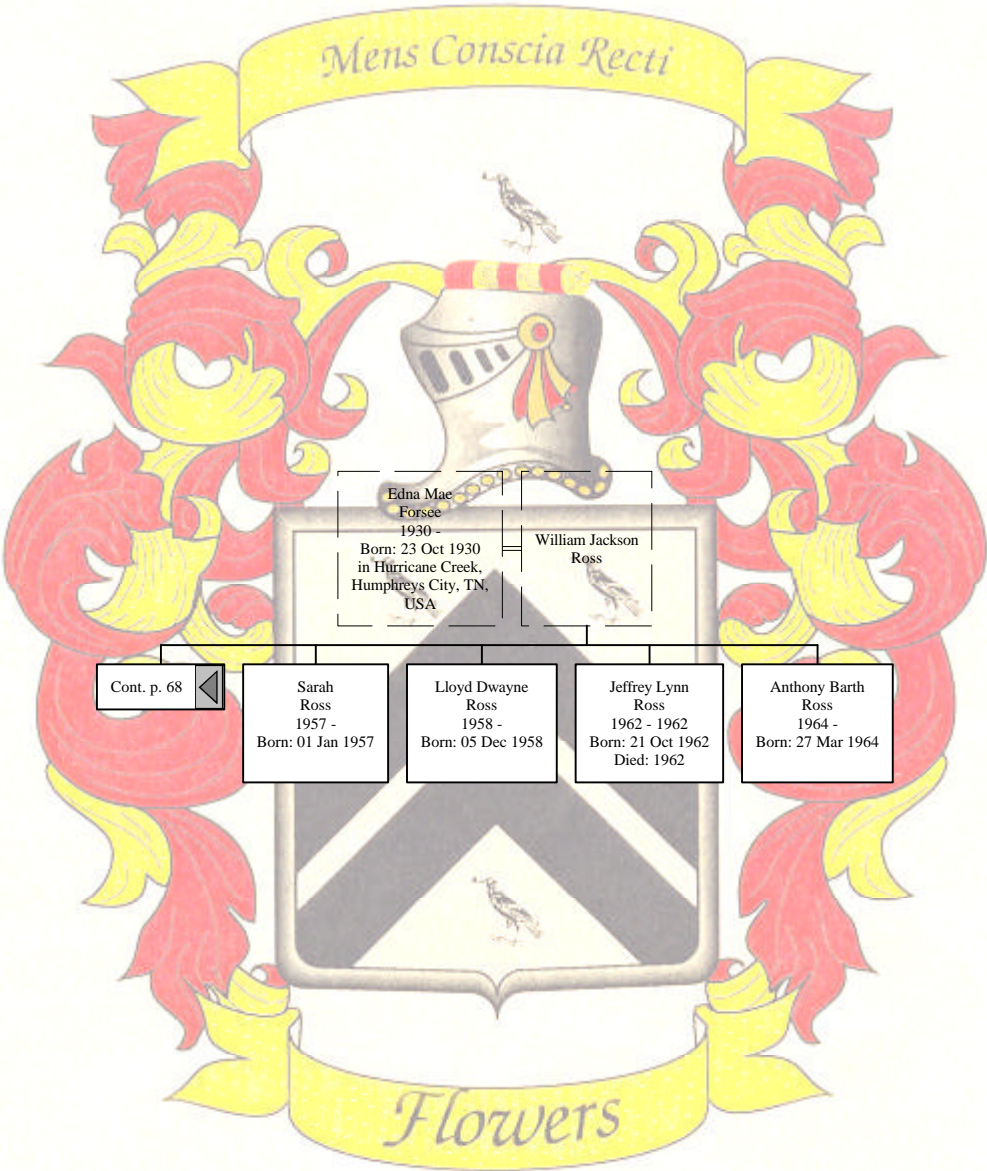 Mens Conscia Recti
Edna Mae
Forsee
1930 -
Born: 23 Oct 1930
in Hurricane Creek,
Humphreys City, TN,
USA
William Jackson
Ross
Cont. p. 68
Sarah
Ross
1957 -
Born: 01 Jan 1957
Lloyd Dwayne
Ross
1958 -
Born: 05 Dec 1958
Jeffrey Lynn
Ross
1962 - 1962
Born: 21 Oct 1962
Died: 1962
Anthony Barth
Ross
1964 -
Born: 27 Mar 1964
Flowers